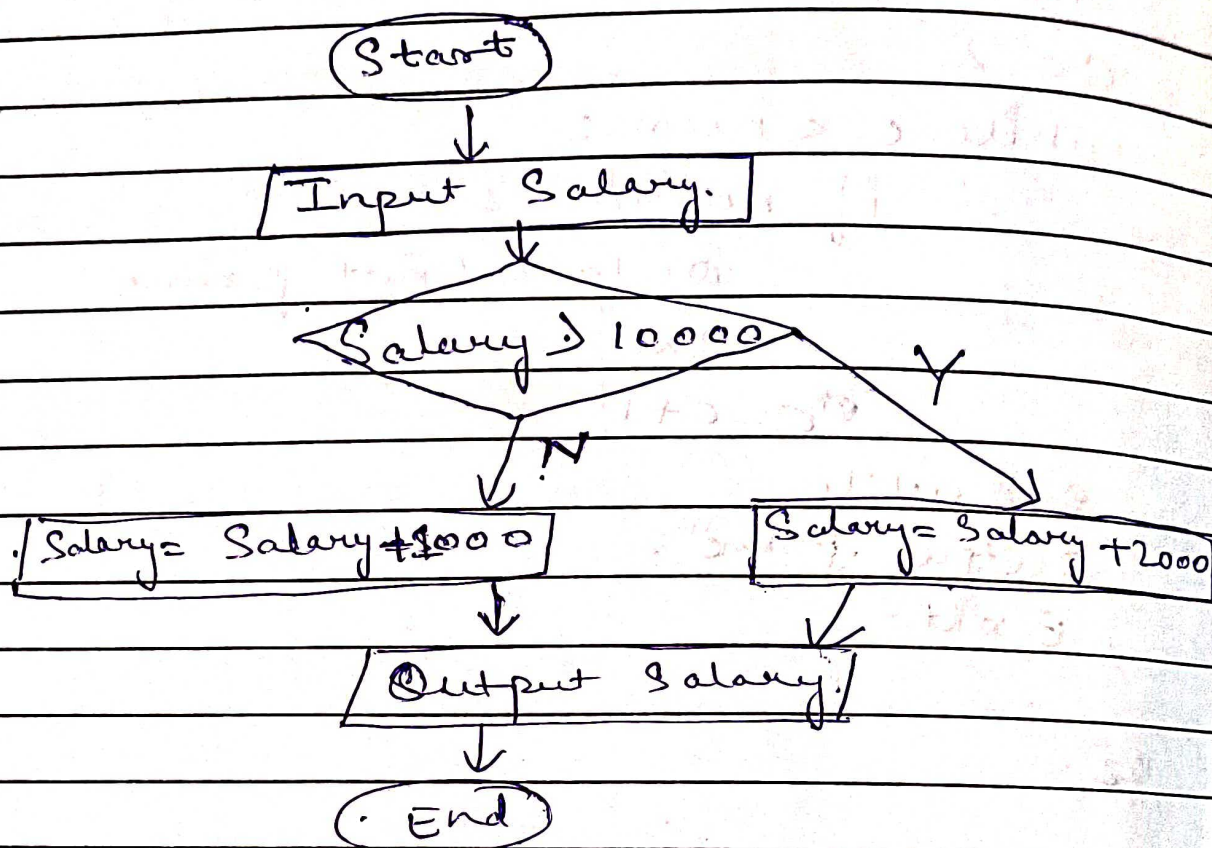 Start
Input Salary.
Salary > 10000
Y
N
Salary = Salary +1000
Salary = Salary +2000
Output Salary.
End